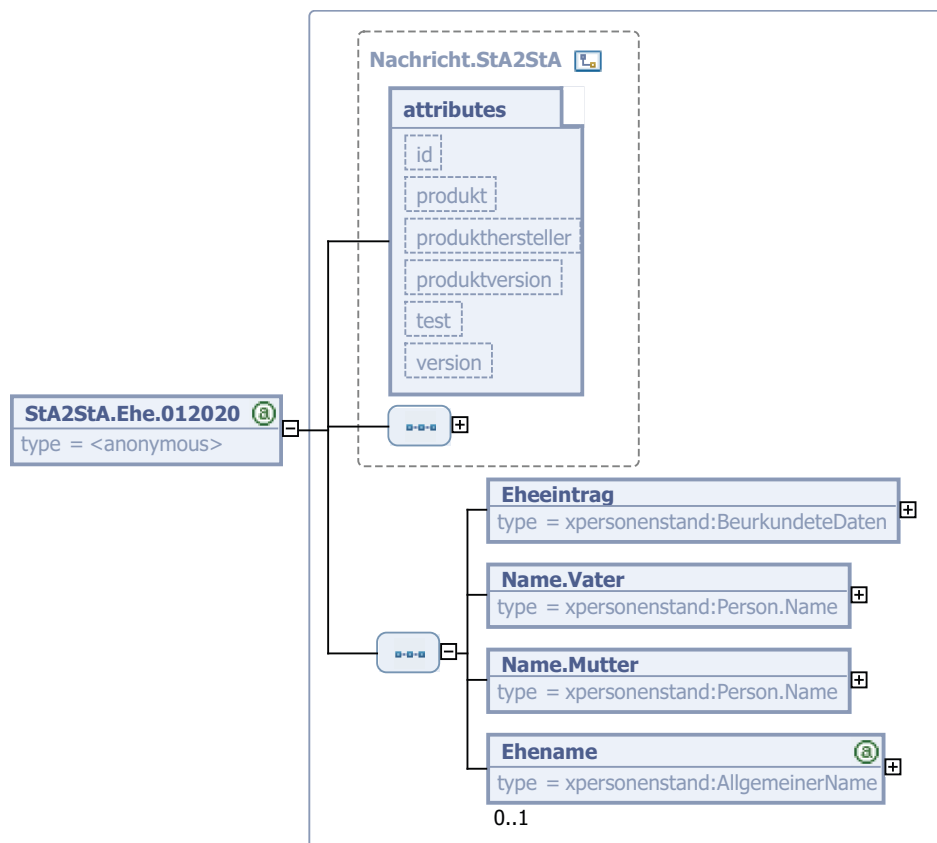 Nachricht.StA2StA
attributes
id
produkt
produkthersteller
produktversion
test
version
StA2StA.Ehe.012020 @
type = <anonymous>
Eheeintrag
type = xpersonenstand:BeurkundeteDaten
Name.Vater
type = xpersonenstand:Person.Name
Name.Mutter
type = xpersonenstand:Person.Name
Ehename @
type = xpersonenstand:AllgemeinerName
0..1